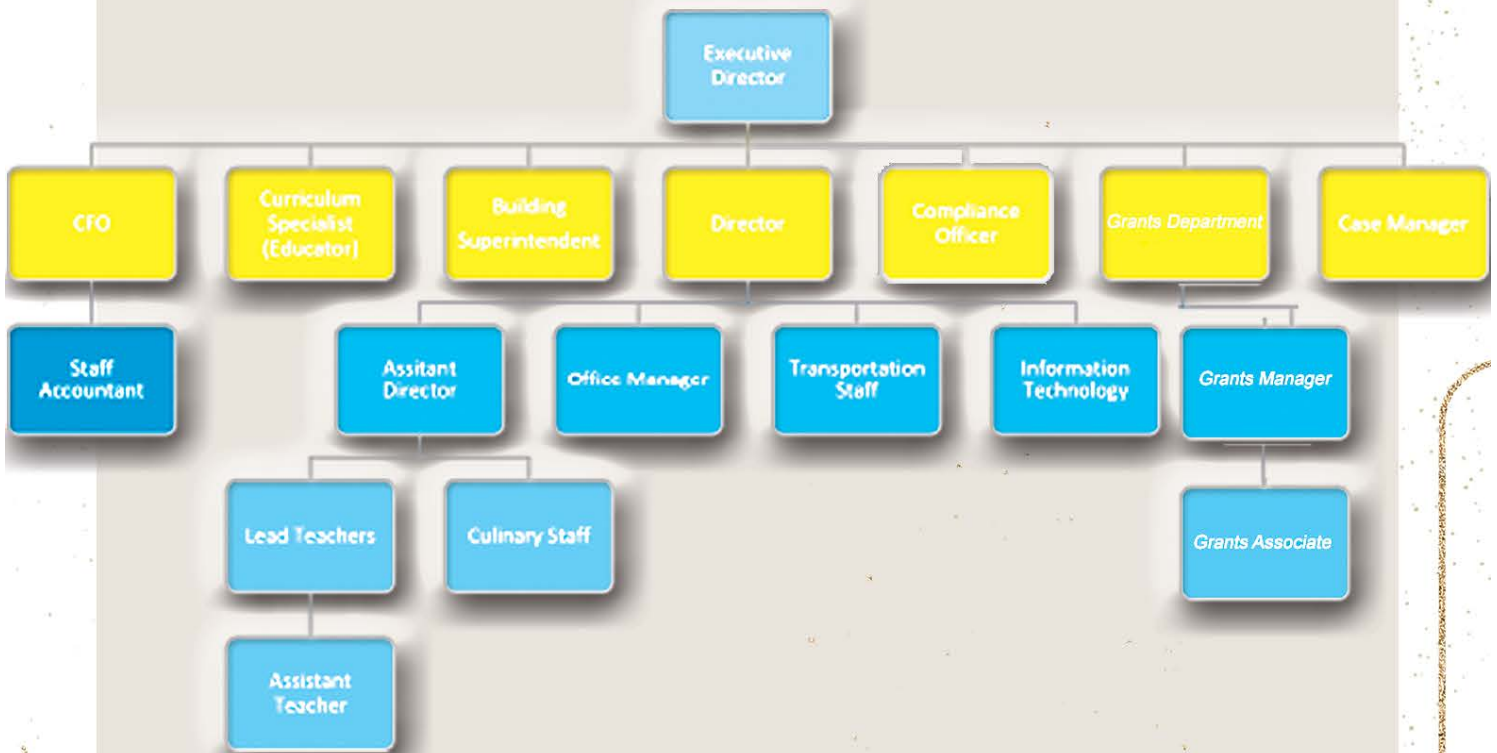 Executive
Director
CFO
Curriculum
Specialist
(Educator)
Building
Superintendent
Director
Compliance
Officer
Grants Department
Case Manager
Staff
Accountant
Assitant
Director
Office Manager
Transportation
Staff
Information
Technology
Grants Manager
Lead Teachers
Culinary Staff
Grants Associate
Assistant
Teacher